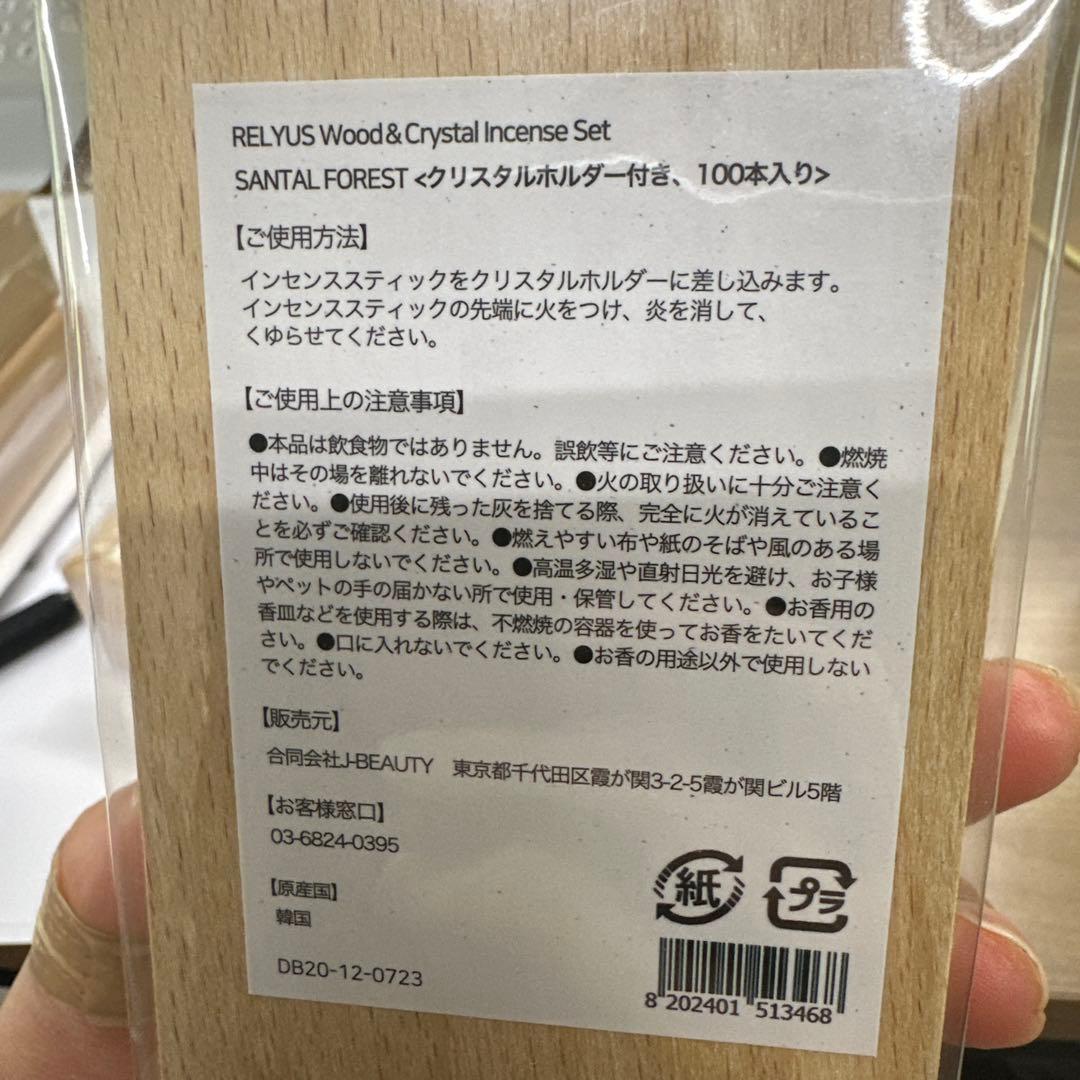 RELYUS Wood&Crystal Incense Set
SANTAL FOREST <クリスタルホルダー付き、100本入り>
【ご使用方法】
インセンススティックをクリスタルホルダーに差し込みます。
インセンススティックの先端に火をつけ、炎を消して、
くゆらせてください。
【ご使用上の注意事項】
●本品は飲食物ではありません。誤飲等にご注意ください。●燃焼
中はその場を離れないでください。●火の取り扱いに十分ご注意く
ださい。●使用後に残った灰を捨てる際、完全に火が消えているこ
とを必ずご確認ください。●燃えやすい布や紙のそばや風のある場
所で使用しないでください。●高温多湿や直射日光を避け、お子様
やペットの手の届かない所で使用・保管してください。●お香用の
香皿などを使用する際は、不燃焼の容器を使ってお香をたいてくだ
さい。●口に入れないでください。●お香の用途以外で使用しない
でください。
【販売元】
合同会社J-BEAUTY 東京都千代田区霞が関3-2-5霞が関ビル5階
【お客様窓口】
03-6824-0395
【原産国】
韓国
紙 プラ
DB20-12-0723
8 202401 513468